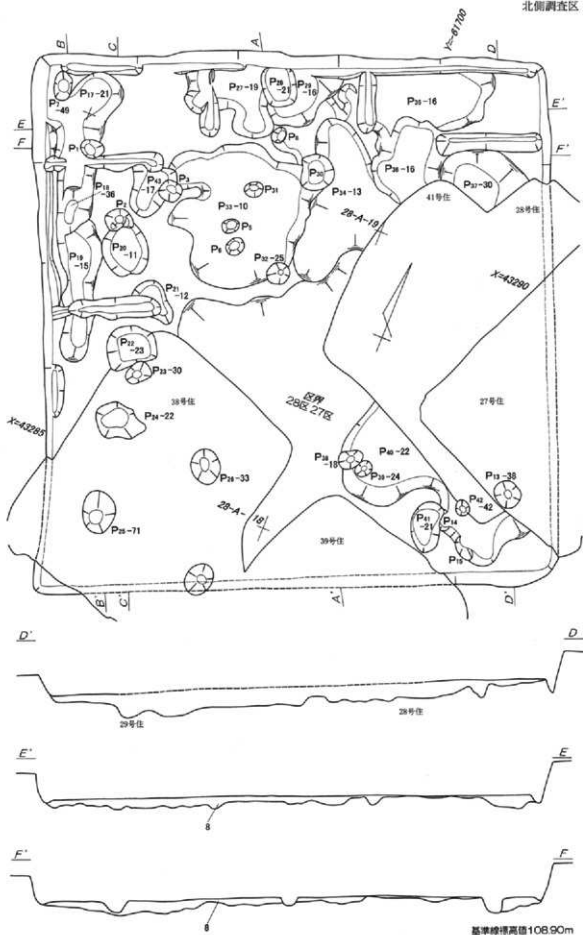 北側調査区
Y=-61700
B
C
A
D
P7
-49
P17-21
P27-19
P28
-21
P29
-16
P35-16
E
F
E'
F'
P1
P6
P43
-17
P3
P30
P34-13
P36-16
P37-30
41号住
28号住
P18
-36
P2
P33-10
P31
28-A-19
P20
-11
P5
P8
P19
-15
P32-25
P21
-12
X=43290
P22
-23
P23-30
38号住
区界
28区 27区
27号住
P24-22
X=43285
P26-33
P38
-18
P40-22
P39-24
P13-38
P42
-42
P25-71
28-A-18
39号住
P41
-21
P14
P15
B'
C'
A'
D'
D'
D
29号住
28号住
E'
E
8
F'
F
8
基準線標高値108.90m